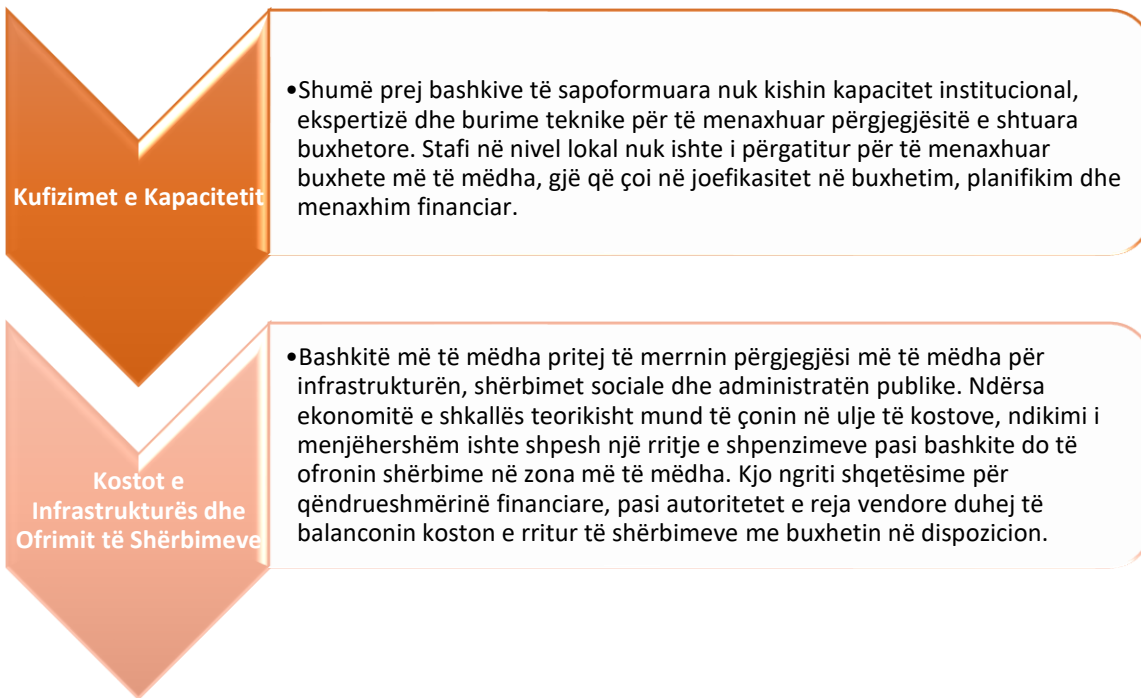 Kufizimet e Kapacitetit
•Shumë prej bashkive të sapoformuara nuk kishin kapacitet institucional,
ekspertizë dhe burime teknike për të menaxhuar përgjegjësitë e shtuara
buxhetore. Stafi në nivel lokal nuk ishte i përgatitur për të menaxhuar
buxhete më të mëdha, gjë që çoi në joefikasitet në buxhetim, planifikim dhe
menaxhim financiar.
Kostot e
Infrastrukturës dhe
Ofrimit të Shërbimeve
•Bashkitë më të mëdha pritej të merrnin përgjegjësi më të mëdha për
infrastrukturën, shërbimet sociale dhe administratën publike. Ndërsa
ekonomitë e shkallës teorikisht mund të çonin në ulje të kostove, ndikimi i
menjëhershëm ishte shpesh një rritje e shpenzimeve pasi bashkite do të
ofronin shërbime në zona më të mëdha. Kjo ngriti shqetësime për
qëndrueshmërinë financiare, pasi autoritetet e reja vendore duhej të
balanconin koston e rritur të shërbimeve me buxhetin në dispozicion.